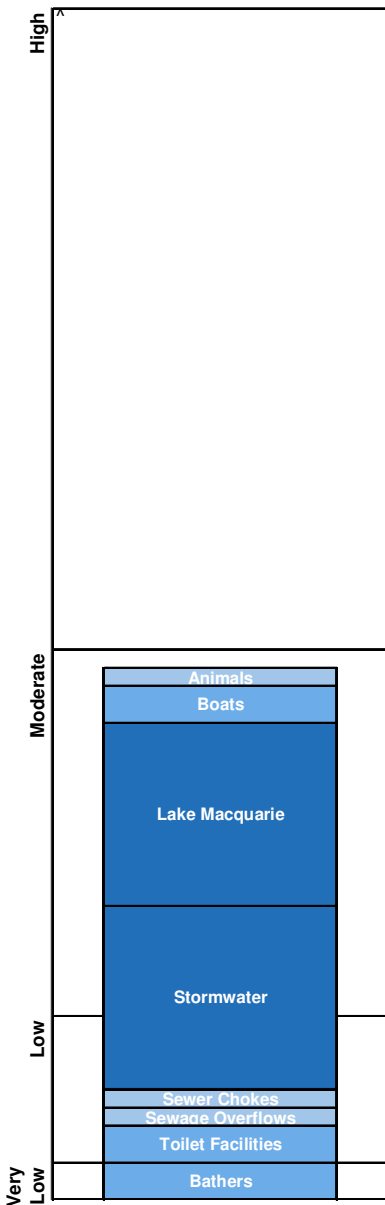 High
^
Moderate
Animals
Boats
Lake Macquarie
Stormwater
Low
Sewer Chokes
Sewage Overflows
Toilet Facilities
Very
Low
Bathers